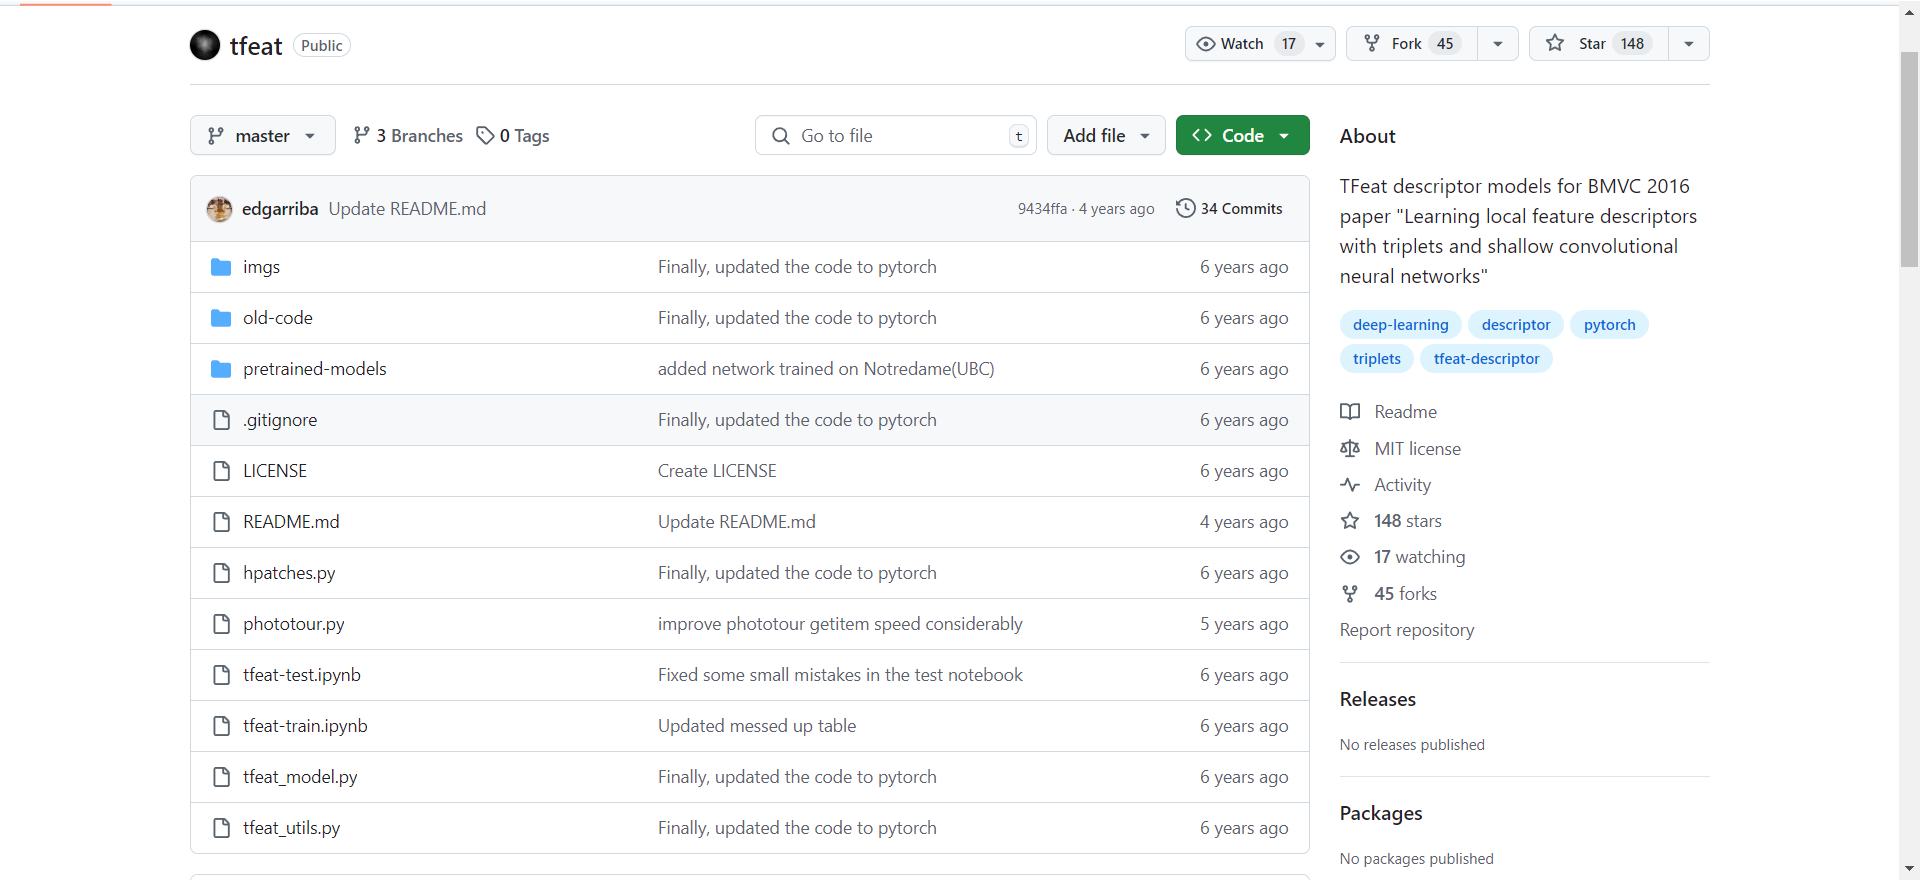 tfeat Public Watch 17 Fork 45 Star 148
master 3 Branches 0 Tags Go to file t Add file Code
edgarriba Update README.md 9434ffa · 4 years ago 34 Commits
imgs Finally, updated the code to pytorch 6 years ago
old-code Finally, updated the code to pytorch 6 years ago
pretrained-models added network trained on Notredame(UBC) 6 years ago
.gitignore Finally, updated the code to pytorch 6 years ago
LICENSE Create LICENSE 6 years ago
README.md Update README.md 4 years ago
hpatches.py Finally, updated the code to pytorch 6 years ago
phototour.py improve phototour getitem speed considerably 5 years ago
tfeat-test.ipynb Fixed some small mistakes in the test notebook 6 years ago
tfeat-train.ipynb Updated messed up table 6 years ago
tfeat_model.py Finally, updated the code to pytorch 6 years ago
tfeat_utils.py Finally, updated the code to pytorch 6 years ago
About
TFeat descriptor models for BMVC 2016
paper "Learning local feature descriptors
with triplets and shallow convolutional
neural networks"
deep-learning descriptor pytorch
triplets tfeat-descriptor
Readme
MIT license
Activity
148 stars
17 watching
45 forks
Report repository
Releases
No releases published
Packages
No packages published